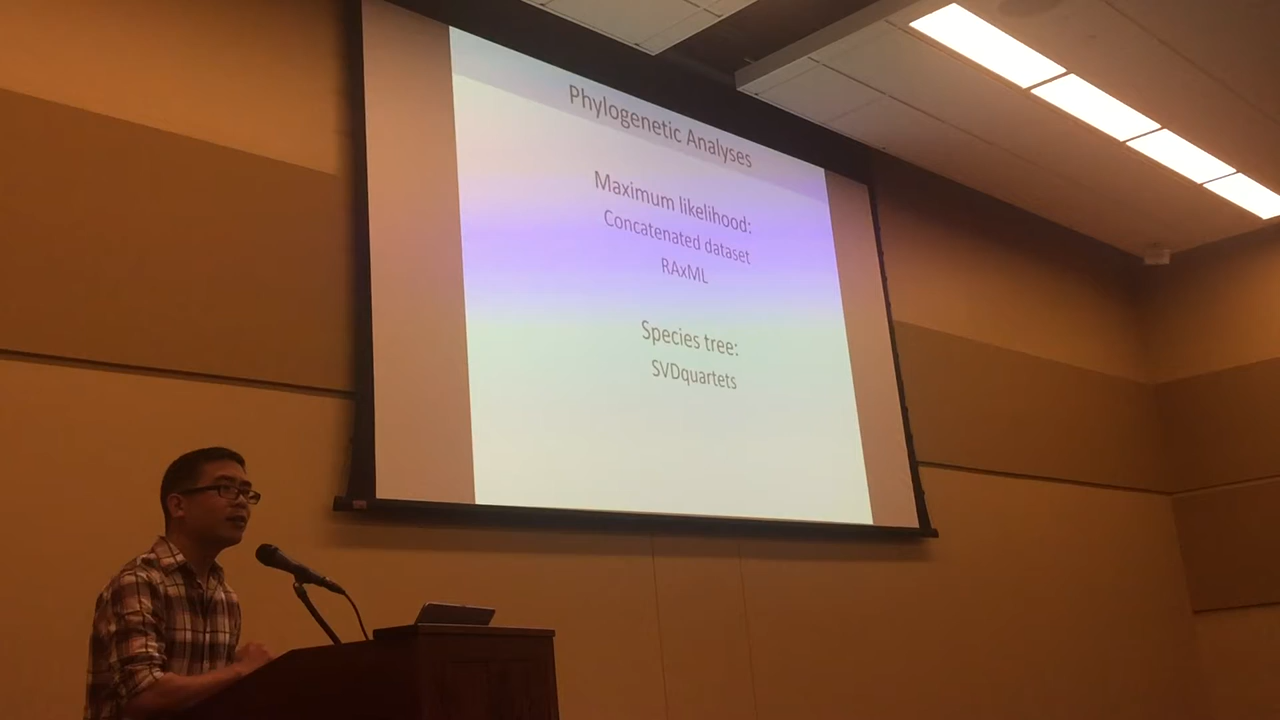 Phylogenetic Analyses
Maximum likelihood:
Concatenated dataset
RAxML
Species tree:
SVDquartets